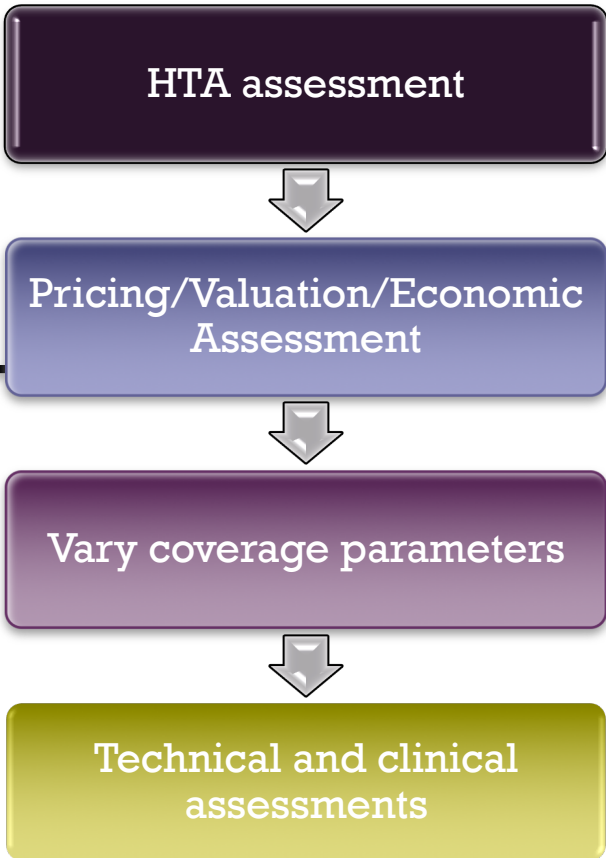 HTA assessment
Pricing/Valuation/Economic
Assessment
Vary coverage parameters
Technical and clinical
assessments